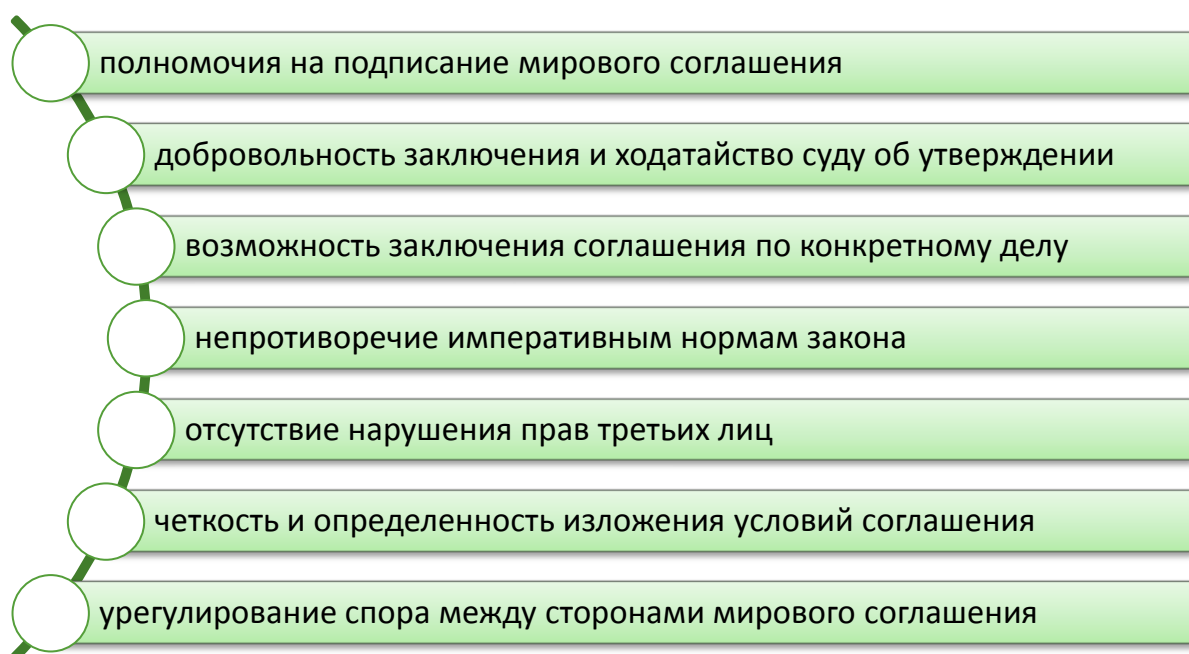 полномочия на подписание мирового соглашения
добровольность заключения и ходатайство суду об утверждении
возможность заключения соглашения по конкретному делу
непротиворечие императивным нормам закона
отсутствие нарушения прав третьих лиц
четкость и определенность изложения условий соглашения
урегулирование спора между сторонами мирового соглашения